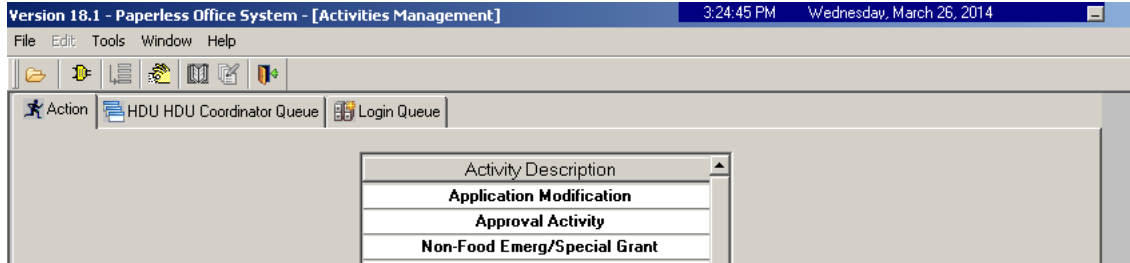 Version 18.1 - Paperless Office System - [Activities Management] 3:24:45 PM Wednesday, March 26, 2014
File Edit Tools Window Help
Action HDU HDU Coordinator Queue Login Queue
Activity Description
Application Modification
Approval Activity
Non-Food Emerg/Special Grant